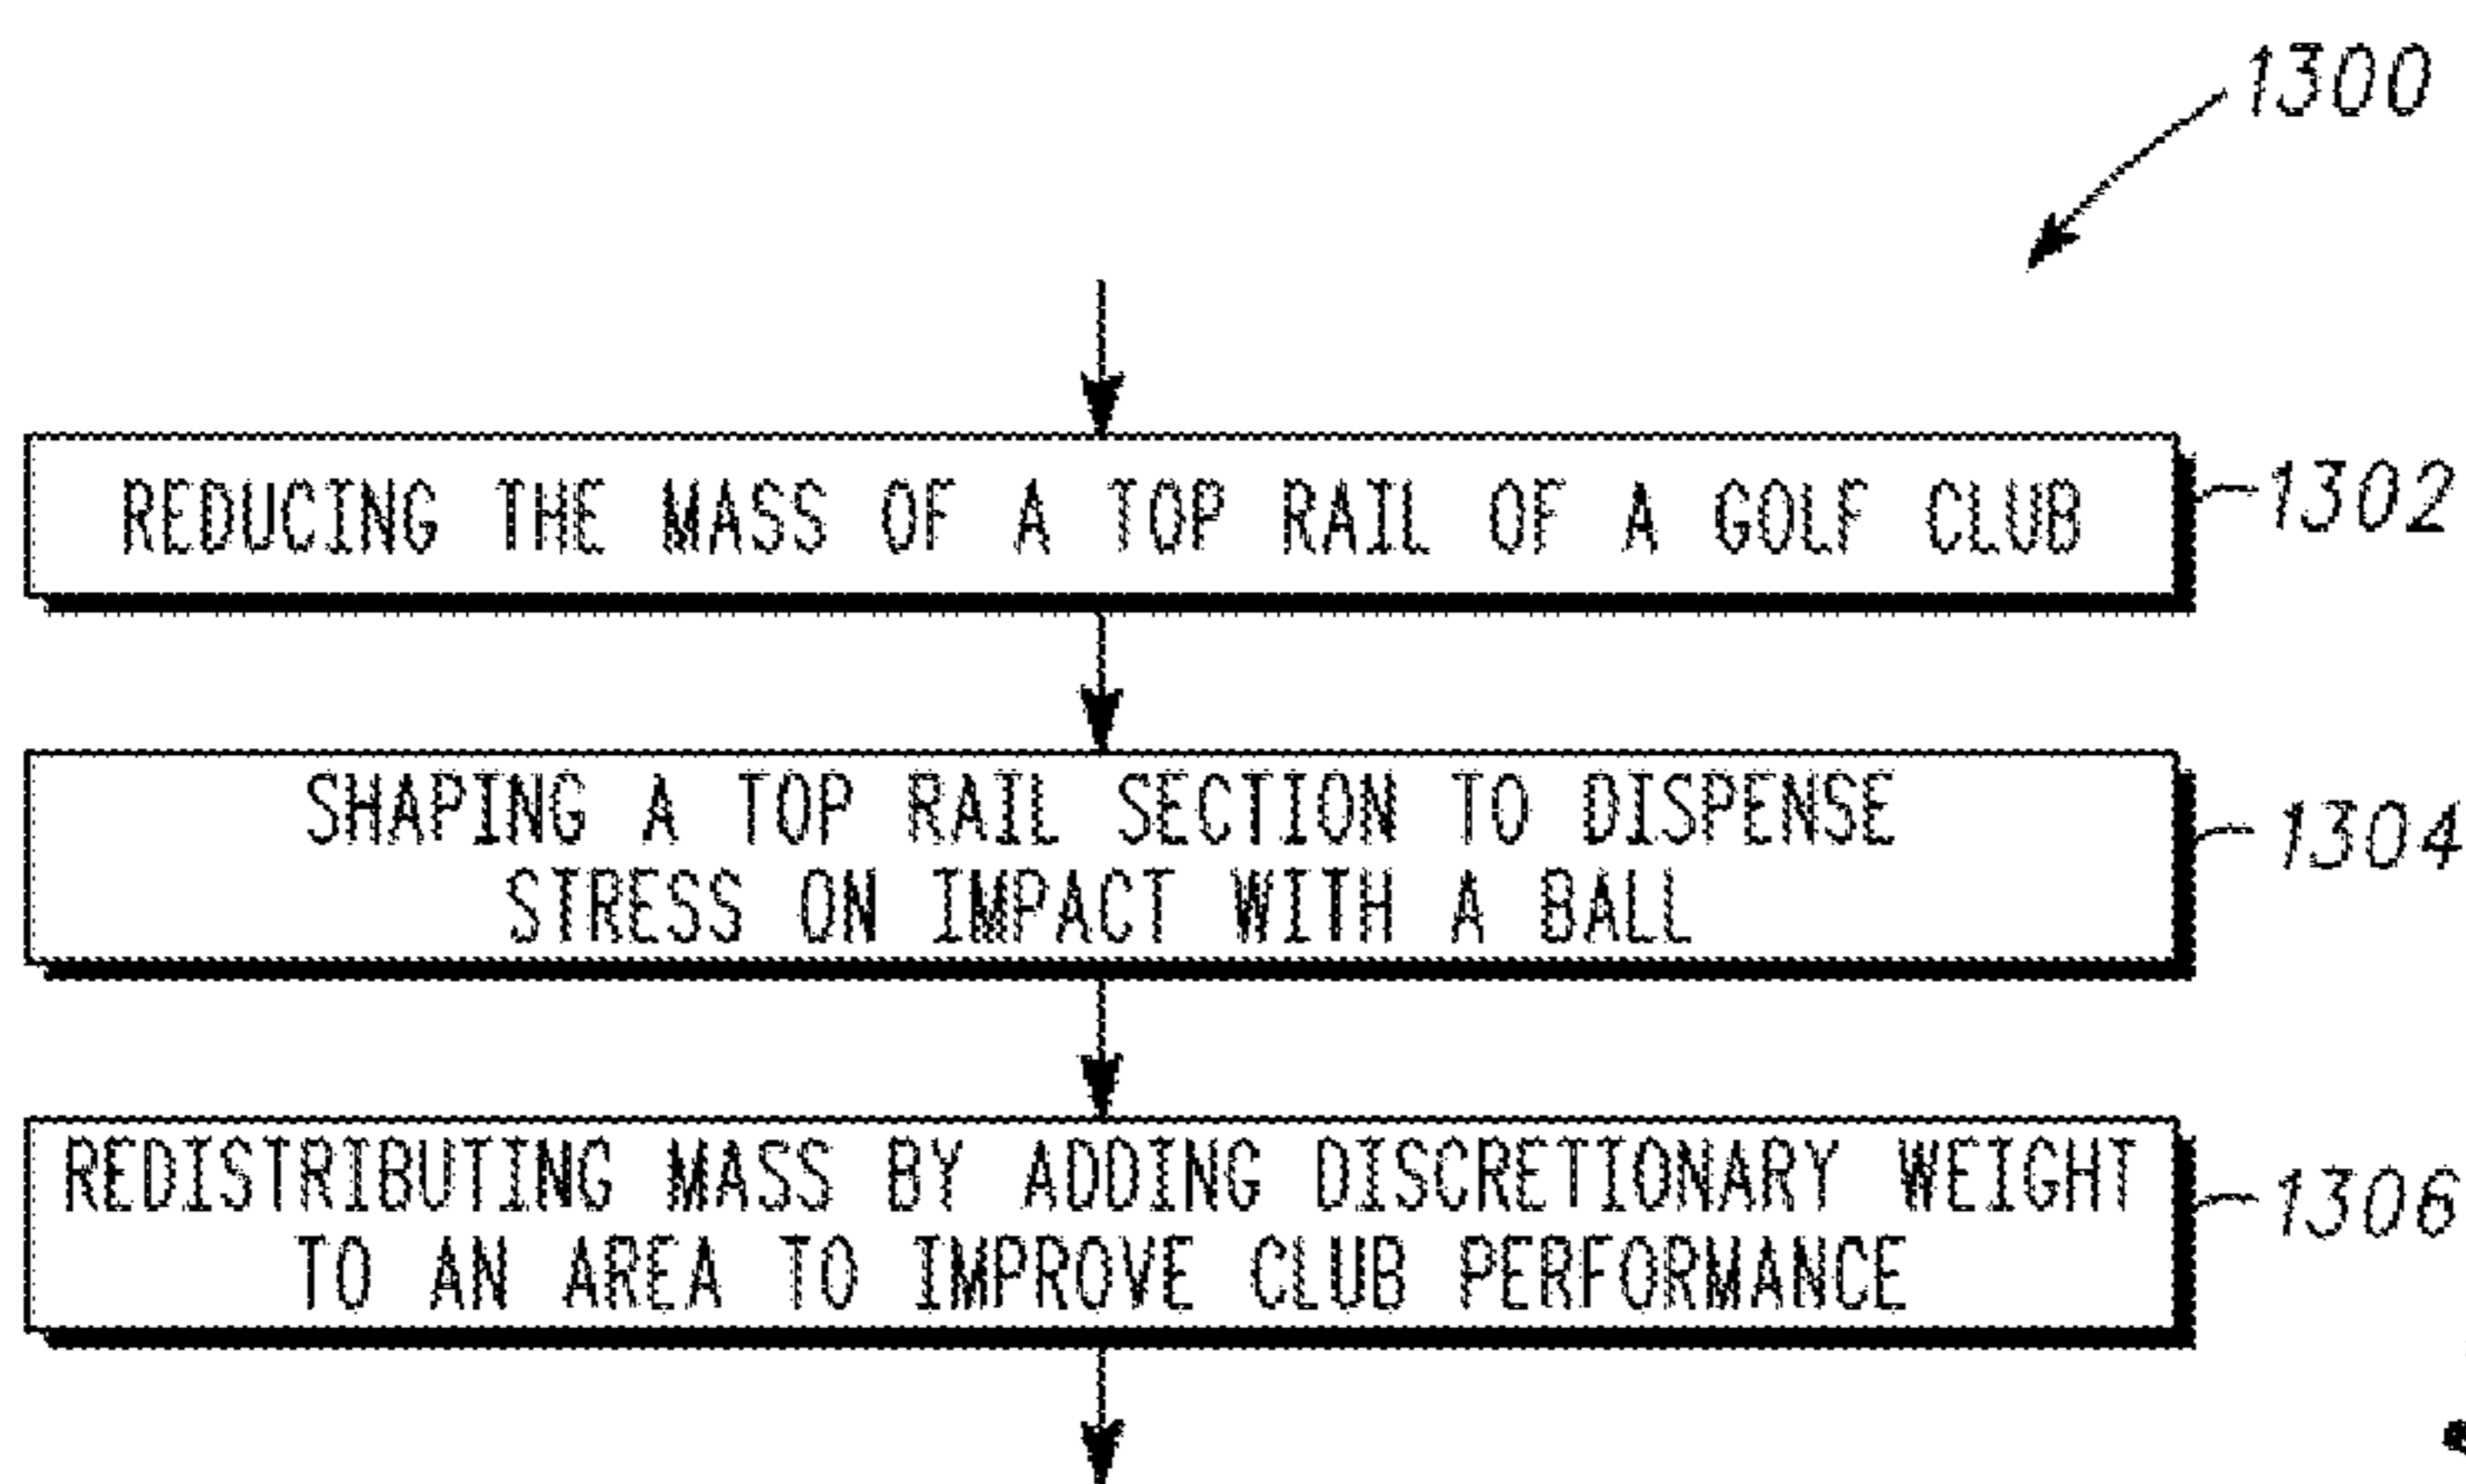 1300
REDUCING THE MASS OF A TOP RAIL OF A GOLF CLUB
1302
SHAPING A TOP RAIL SECTION TO DISPENSE
STRESS ON IMPACT WITH A BALL
1304
REDISTRIBUTING MASS BY ADDING DISCRETIONARY WEIGHT
TO AN AREA TO IMPROVE CLUB PERFORMANCE
1306